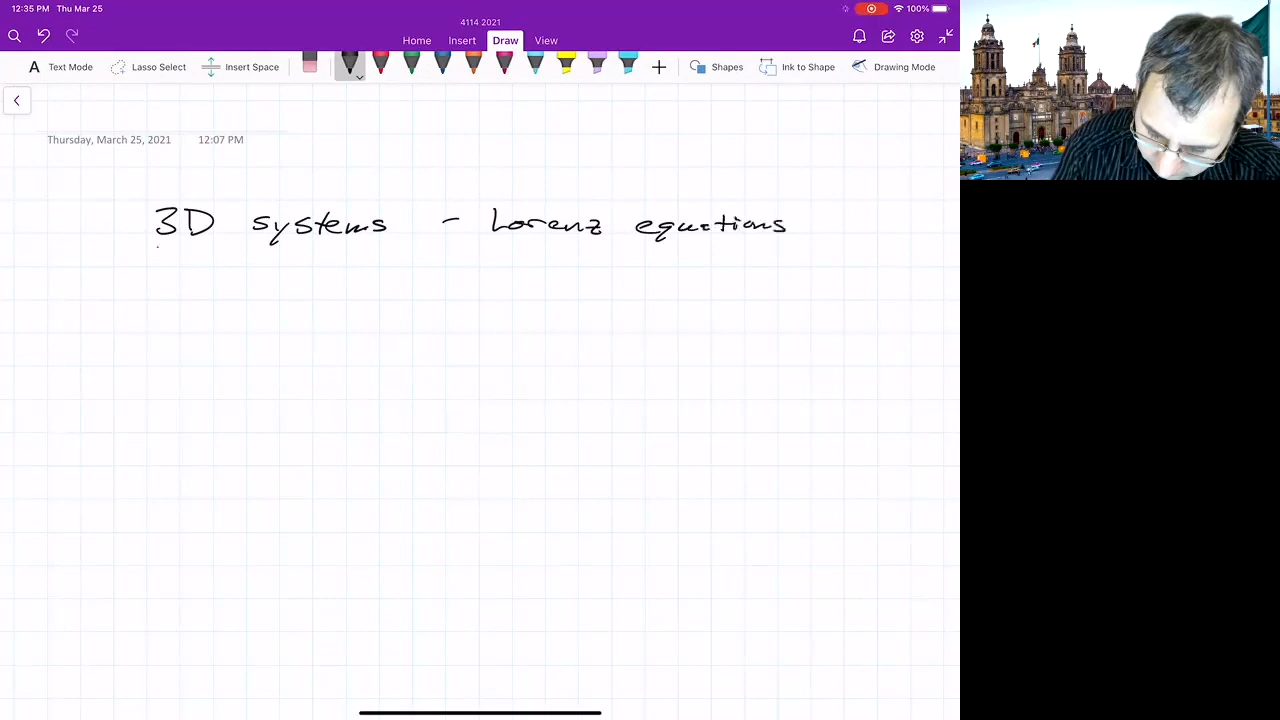 12:35 PM Thu Mar 25
100%
4114 2021
Home Insert Draw View
Text Mode Lasso Select Insert Space Shapes Ink to Shape Drawing Mode
Thursday, March 25, 2021 12:07 PM
3D systems - Lorenz equations